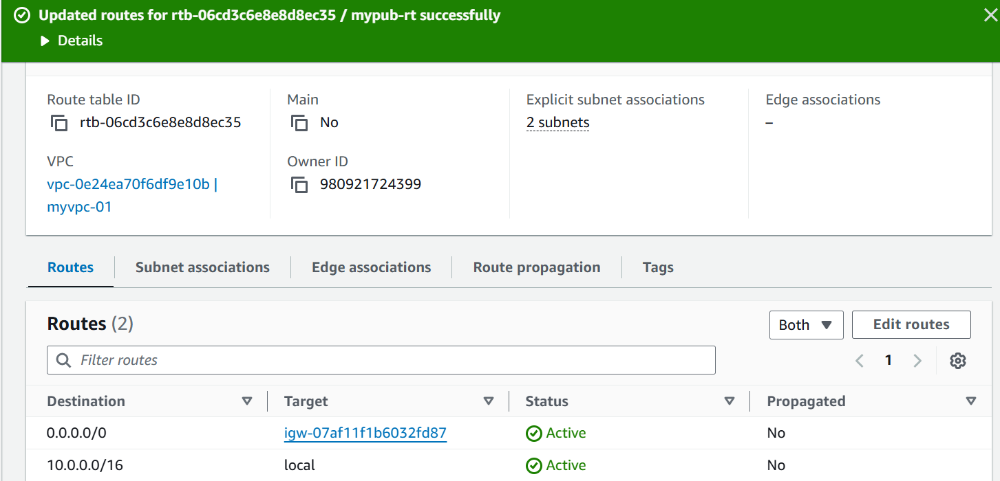 Updated routes for rtb-06cd3c6e8e8d8ec35 / mypub-rt successfully
Details
Route table ID
rtb-06cd3c6e8e8d8ec35
Main
No
Explicit subnet associations
2 subnets
Edge associations
–
VPC
vpc-0e24ea70f6df9e10b |
myvpc-01
Owner ID
980921724399
Routes Subnet associations Edge associations Route propagation Tags
Routes (2)
Both
Edit routes
Filter routes
1
Destination Target Status Propagated
0.0.0.0/0 igw-07af11f1b6032fd87 Active No
10.0.0.0/16 local Active No